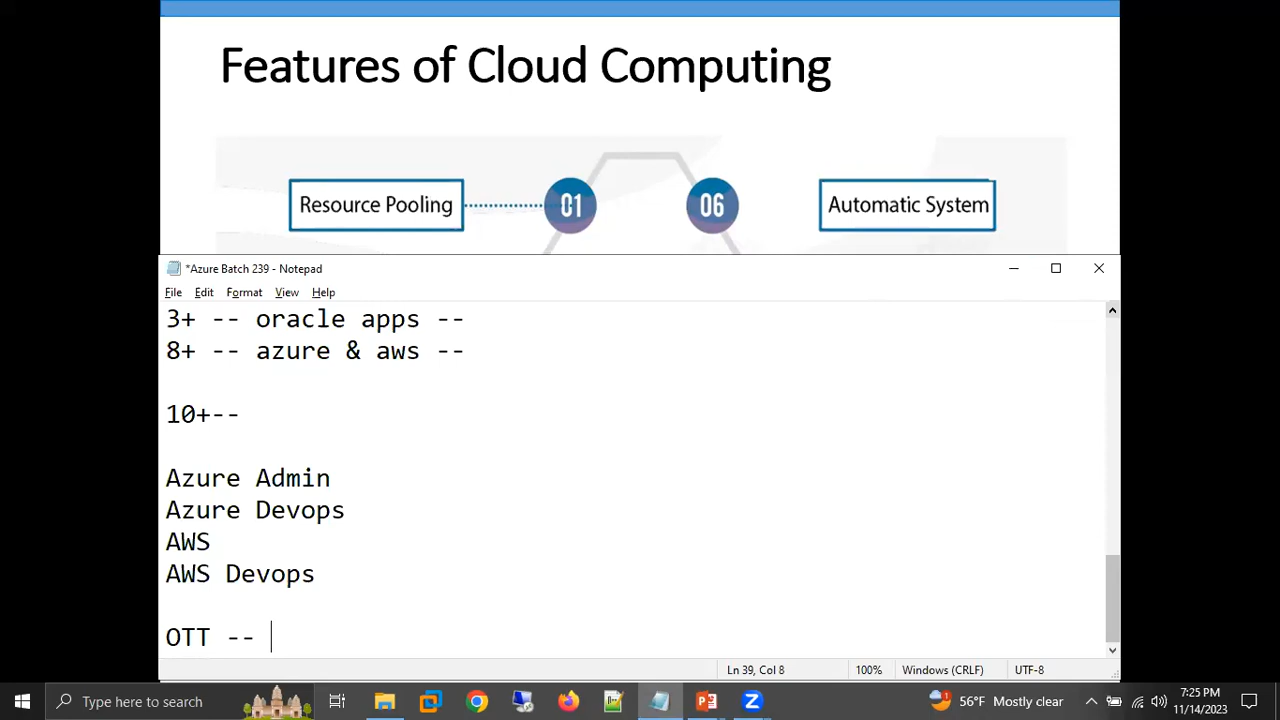 Features of Cloud Computing
Resource Pooling
01
06
Automatic System
*Azure Batch 239 - Notepad
File Edit Format View Help
3+ -- oracle apps --
8+ -- azure & aws --
10+--
Azure Admin
Azure Devops
AWS
AWS Devops
OTT --
Ln 39, Col 8
100%
Windows (CRLF)
UTF-8
Type here to search
1
56°F Mostly clear
7:25 PM
11/14/2023